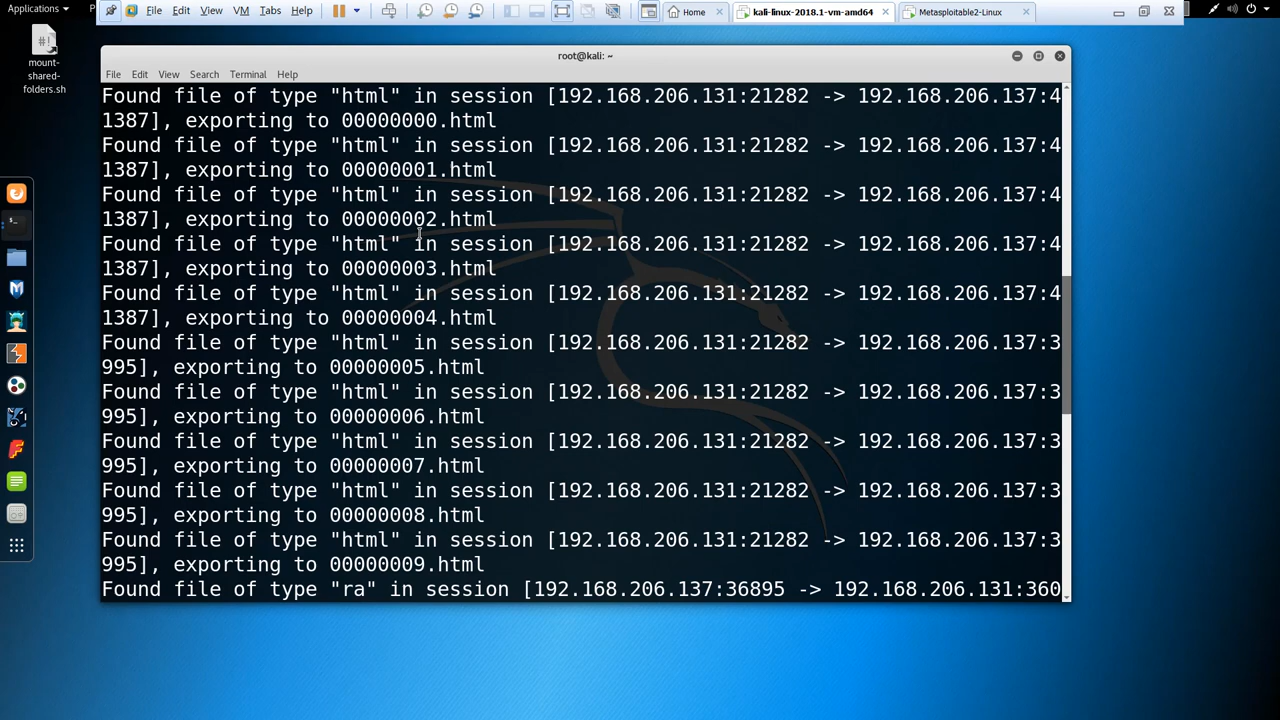 Applications
P
File Edit View VM Tabs Help
Home
kali-linux-2018.1-vm-amd64
Metasploitable2-Linux
#!
mount-
shared-
folders.sh
root@kali: ~
File Edit View Search Terminal Help
Found file of type "html" in session [192.168.206.131:21282 -> 192.168.206.137:4
1387], exporting to 00000000.html
Found file of type "html" in session [192.168.206.131:21282 -> 192.168.206.137:4
1387], exporting to 00000001.html
Found file of type "html" in session [192.168.206.131:21282 -> 192.168.206.137:4
1387], exporting to 00000002.html
Found file of type "html" in session [192.168.206.131:21282 -> 192.168.206.137:4
1387], exporting to 00000003.html
Found file of type "html" in session [192.168.206.131:21282 -> 192.168.206.137:4
1387], exporting to 00000004.html
Found file of type "html" in session [192.168.206.131:21282 -> 192.168.206.137:3
995], exporting to 00000005.html
Found file of type "html" in session [192.168.206.131:21282 -> 192.168.206.137:3
995], exporting to 00000006.html
Found file of type "html" in session [192.168.206.131:21282 -> 192.168.206.137:3
995], exporting to 00000007.html
Found file of type "html" in session [192.168.206.131:21282 -> 192.168.206.137:3
995], exporting to 00000008.html
Found file of type "html" in session [192.168.206.131:21282 -> 192.168.206.137:3
995], exporting to 00000009.html
Found file of type "ra" in session [192.168.206.137:36895 -> 192.168.206.131:360